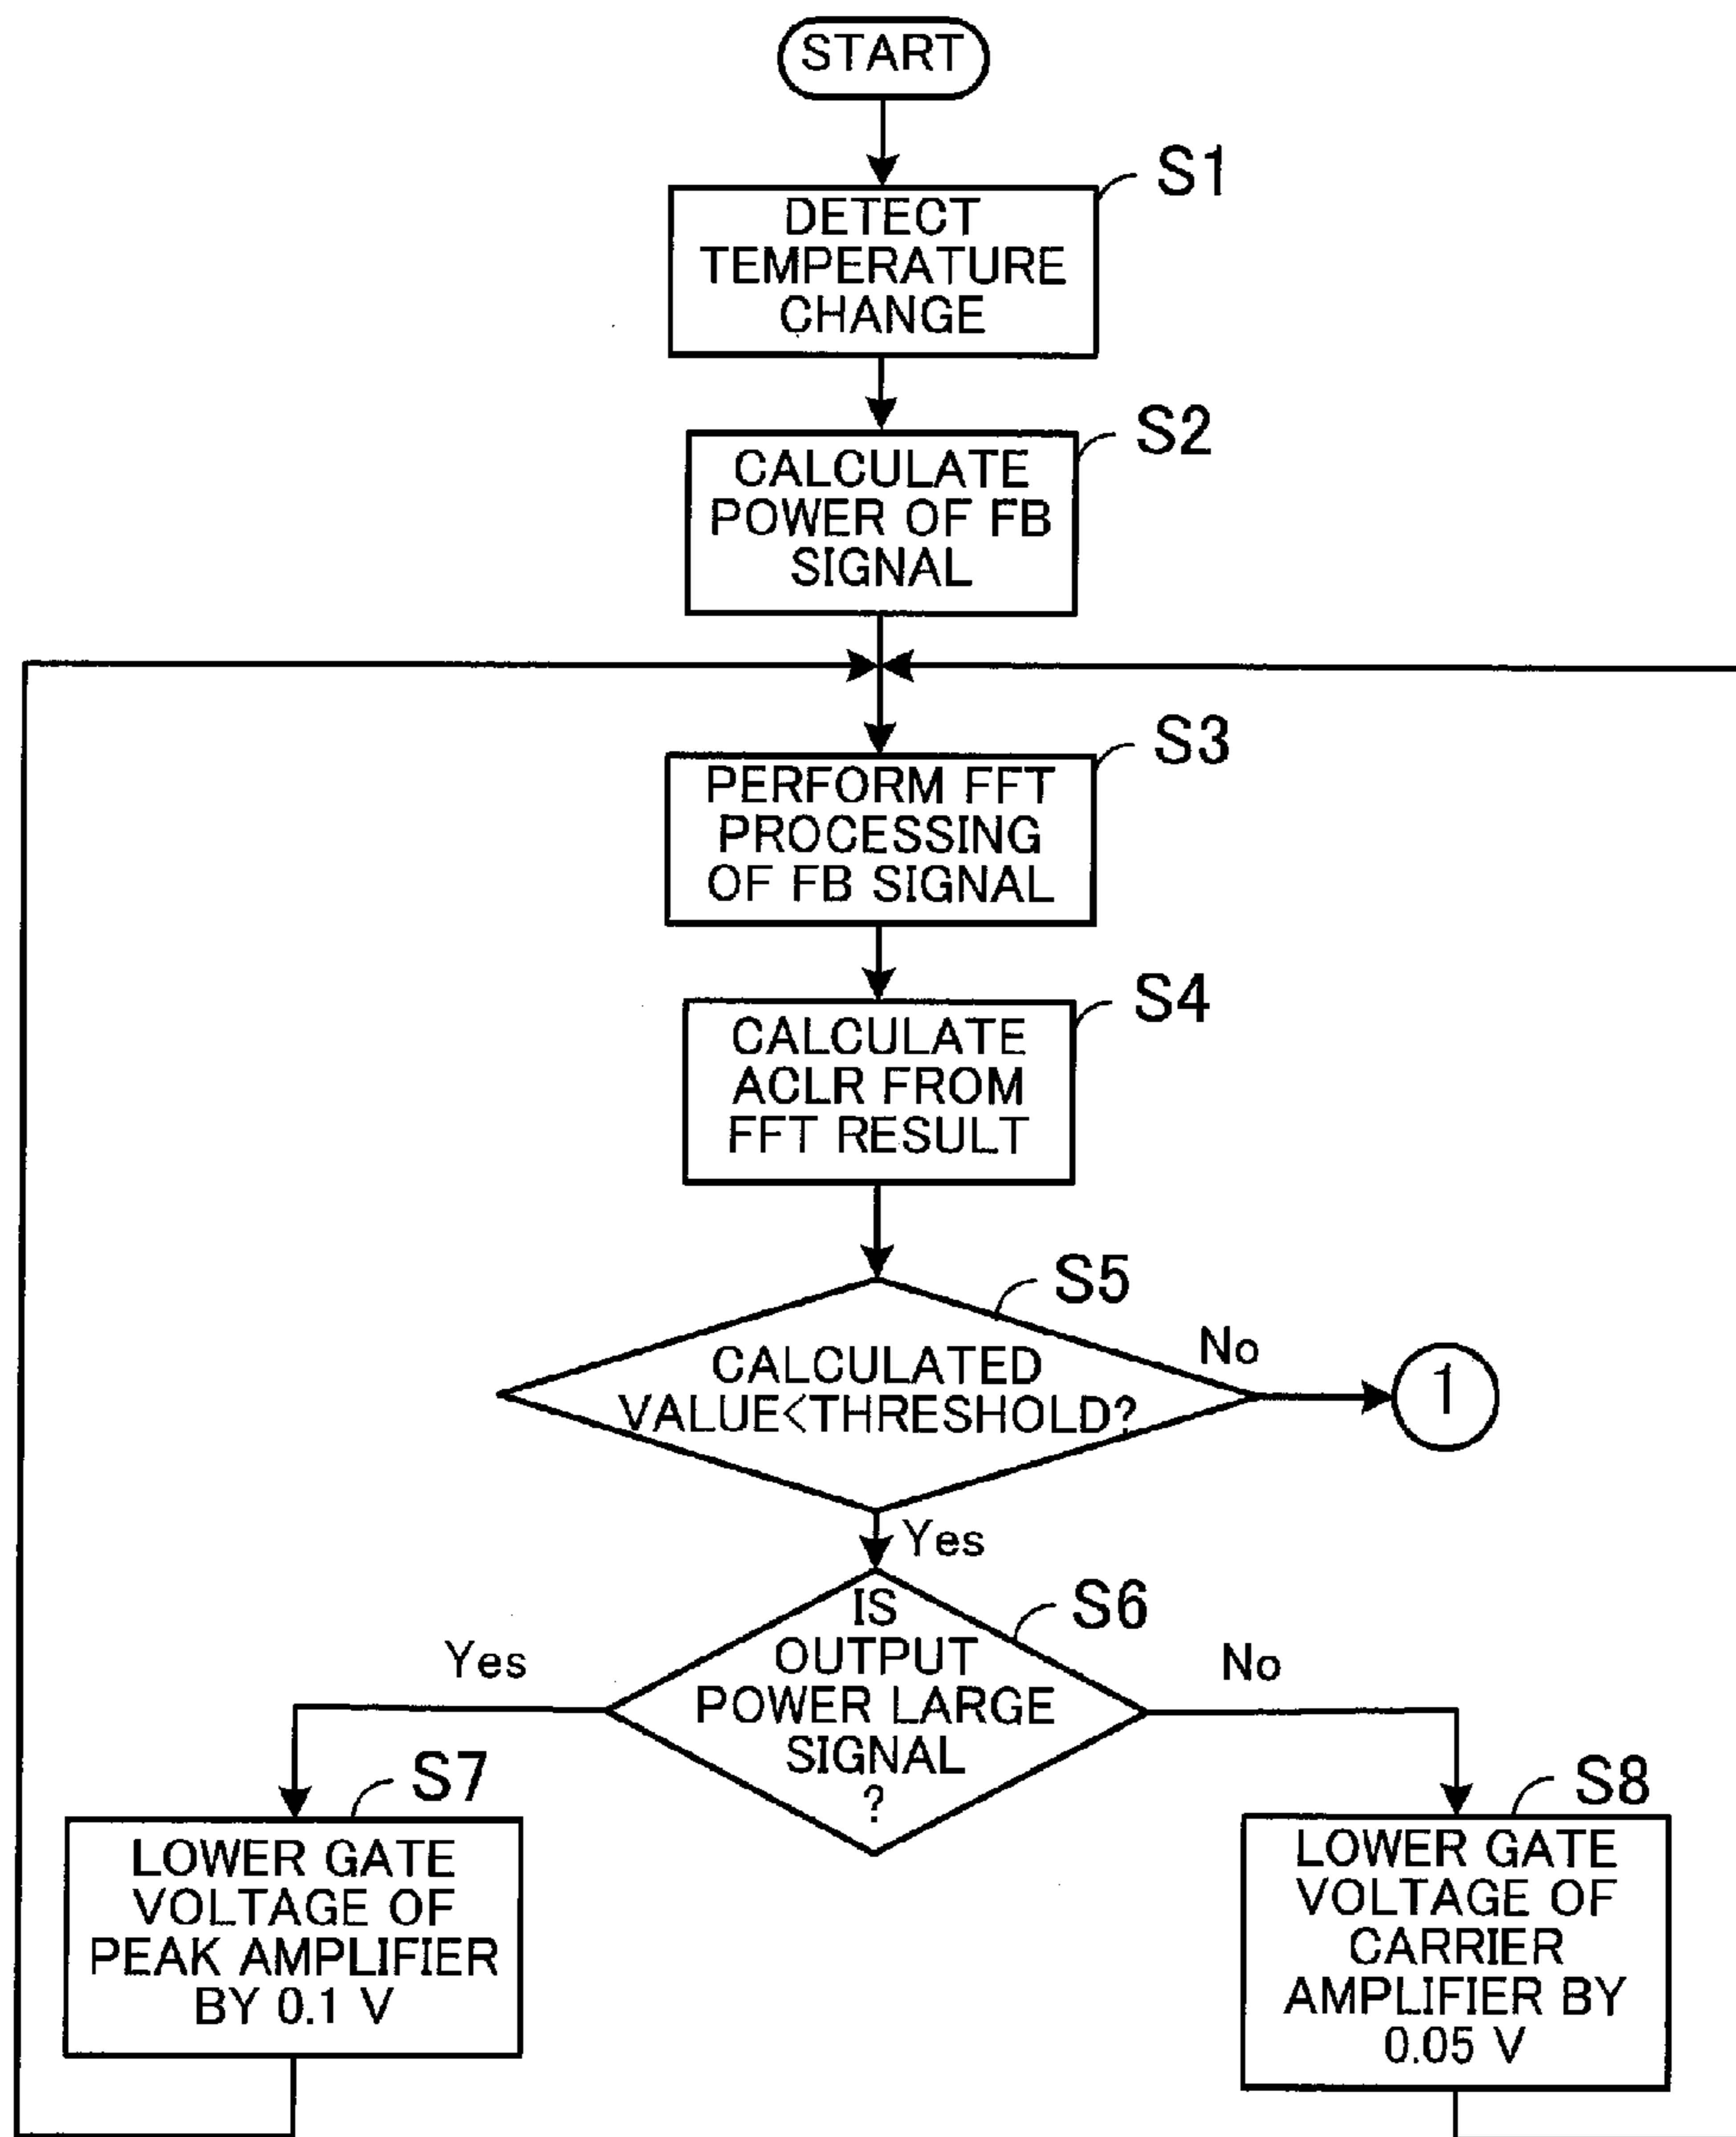 START
S1
DETECT
TEMPERATURE
CHANGE
S2
CALCULATE
POWER OF FB
SIGNAL
S3
PERFORM FFT
PROCESSING
OF FB SIGNAL
S4
CALCULATE
ACLR FROM
FFT RESULT
S5
CALCULATED
VALUE<THRESHOLD?
No
1
Yes
S6
IS
OUTPUT
POWER LARGE
SIGNAL
?
Yes
No
S7
LOWER GATE
VOLTAGE OF
PEAK AMPLIFIER
BY 0.1 V
S8
LOWER GATE
VOLTAGE OF
CARRIER
AMPLIFIER BY
0.05 V